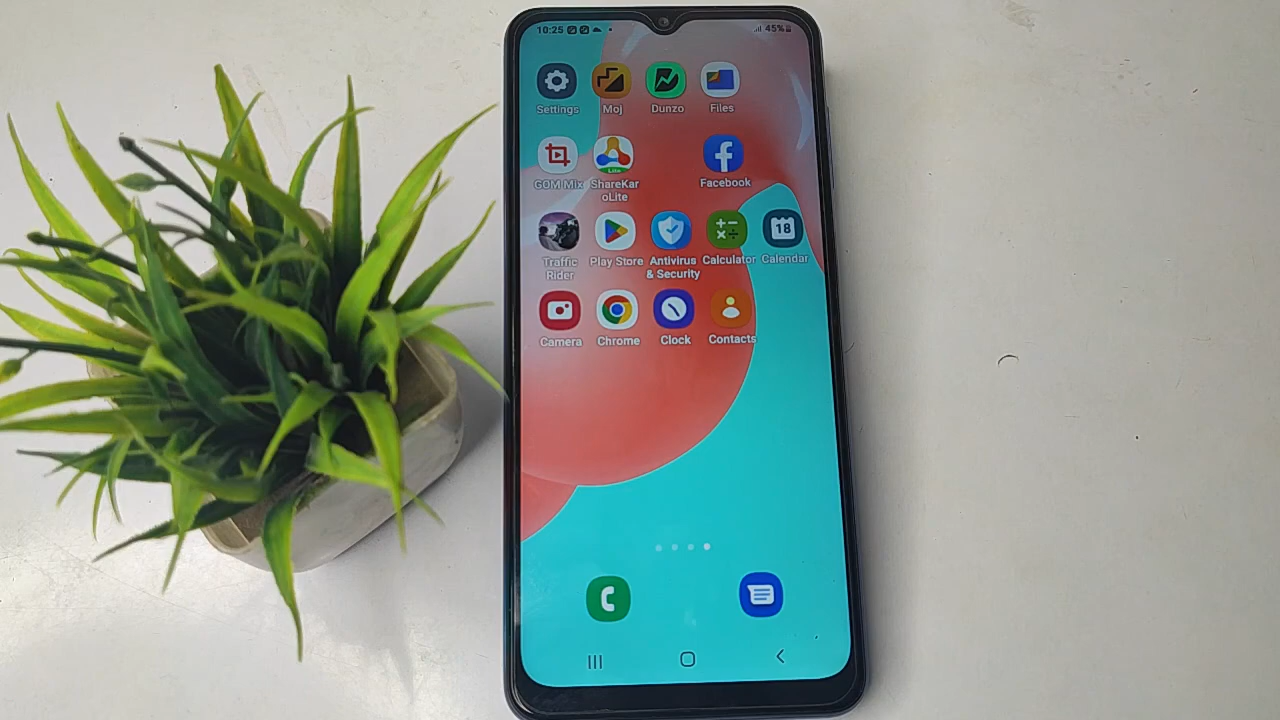 10:25
45%
Settings
Moj
Dunzo
Files
GOM Mix
ShareKar
oLite
Lite
Facebook
Traffic
Rider
Play Store
Antivirus
& Security
Calculator
18
Calendar
Camera
Chrome
Clock
Contacts